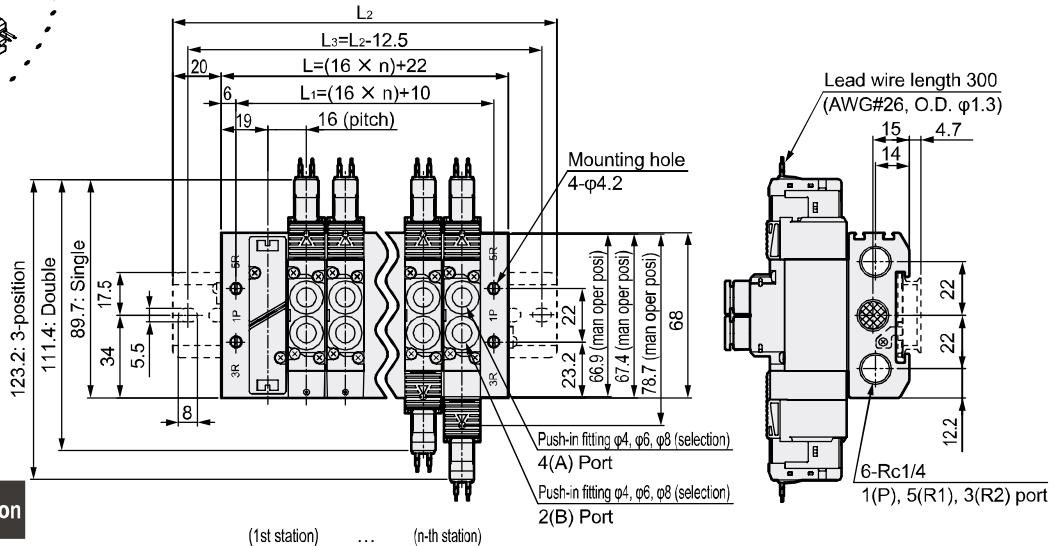 L2
L3=L2-12.5
20
L=(16 × n)+22
6
L1=(16 × n)+10
19
16 (pitch)
Mounting hole
4-φ4.2
Lead wire length 300
(AWG#26, O.D. φ1.3)
15
4.7
14
123.2: 3-position
111.4: Double
89.7: Single
17.5
34
5.5
8
5R
1P
3R
5R
1P
3R
22
23.2
66.9 (man oper posi)
67.4 (man oper posi)
78.7 (man oper posi)
68
22
22
12.2
Push-in fitting φ4, φ6, φ8 (selection)
4(A) Port
Push-in fitting φ4, φ6, φ8 (selection)
2(B) Port
6-Rc1/4
1(P), 5(R1), 3(R2) port
on
(1st station) ... (n-th station)